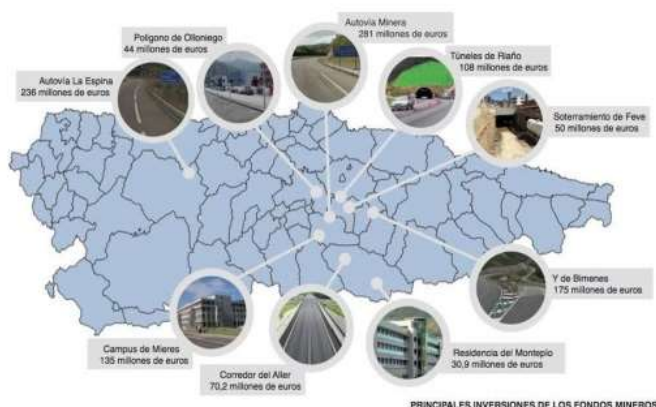 Autovía Minera
281 millones de euros
Polígono de Olloniego
44 millones de euros
Túneles de Riaño
108 millones de euros
Autovía La Espina
236 millones de euros
Soterramiento de Feve
50 millones de euros
Y de Bimenes
175 millones de euros
Campus de Mieres
135 millones de euros
Residencia del Montepío
30,9 millones de euros
Corredor del Aller
70,2 millones de euros
PRINCIPALES INVERSIONES DE LOS FONDOS MINEROS